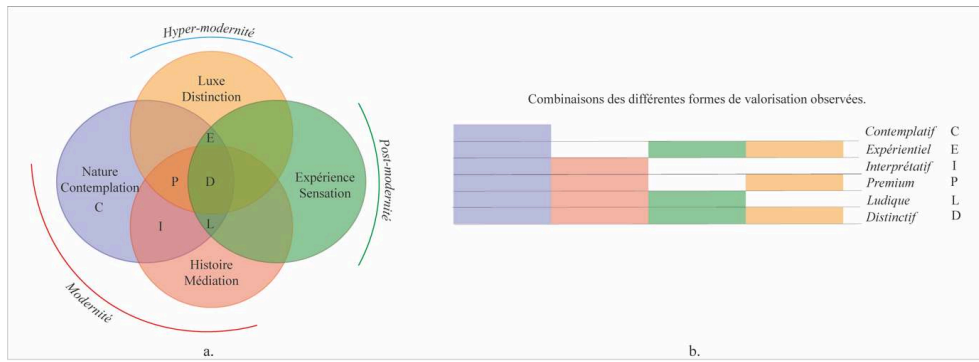 Hyper-modernité
Luxe
Distinction
E
Nature
Contemplation
C
P
D
Expérience
Sensation
Post-modernité
I
L
Histoire
Médiation
Modernité
a.
Combinaisons des différentes formes de valorisation observées.
Contemplatif C
Expérientiel E
Interprétatif I
Premium P
Ludique L
Distinctif D
b.